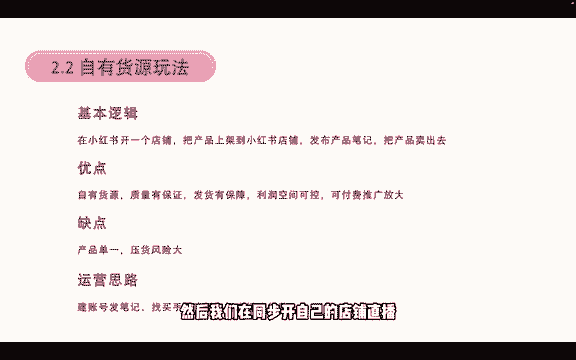 2.2 自有货源玩法
基本逻辑
在小红书开一个店铺，把产品上架到小红书店铺，发布产品笔记，把产品卖出去
优点
自有货源，质量有保证，发货有保障，利润空间可控，可付费推广放大
缺点
产品单一，压货风险大
运营思路
建账号发笔记，找买手
然后我们在同步开自己的店铺直播